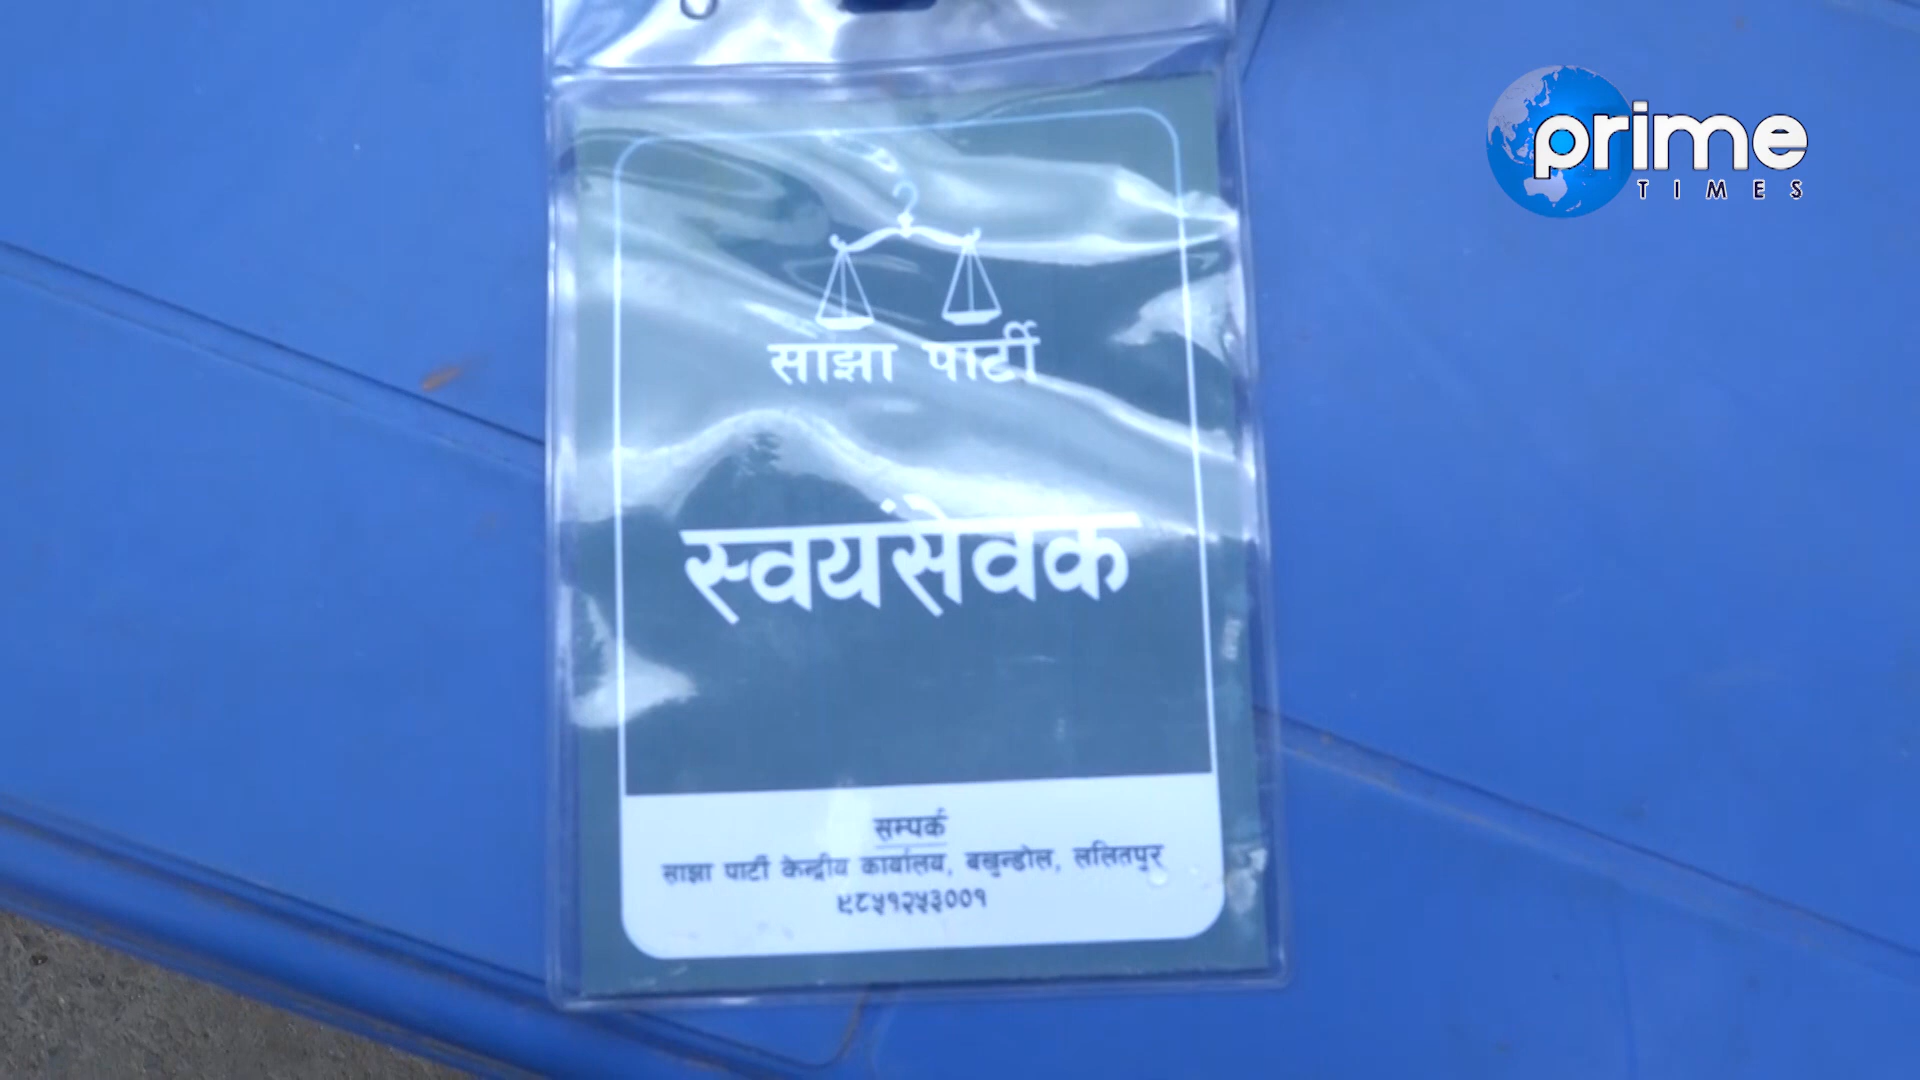 prime
TIMES
साझा पार्टी
स्वयंसेवक
सम्पर्क
साझा पार्टी केन्द्रीय कार्यालय, बखुन्डोल, ललितपुर
९८५१२५३००१